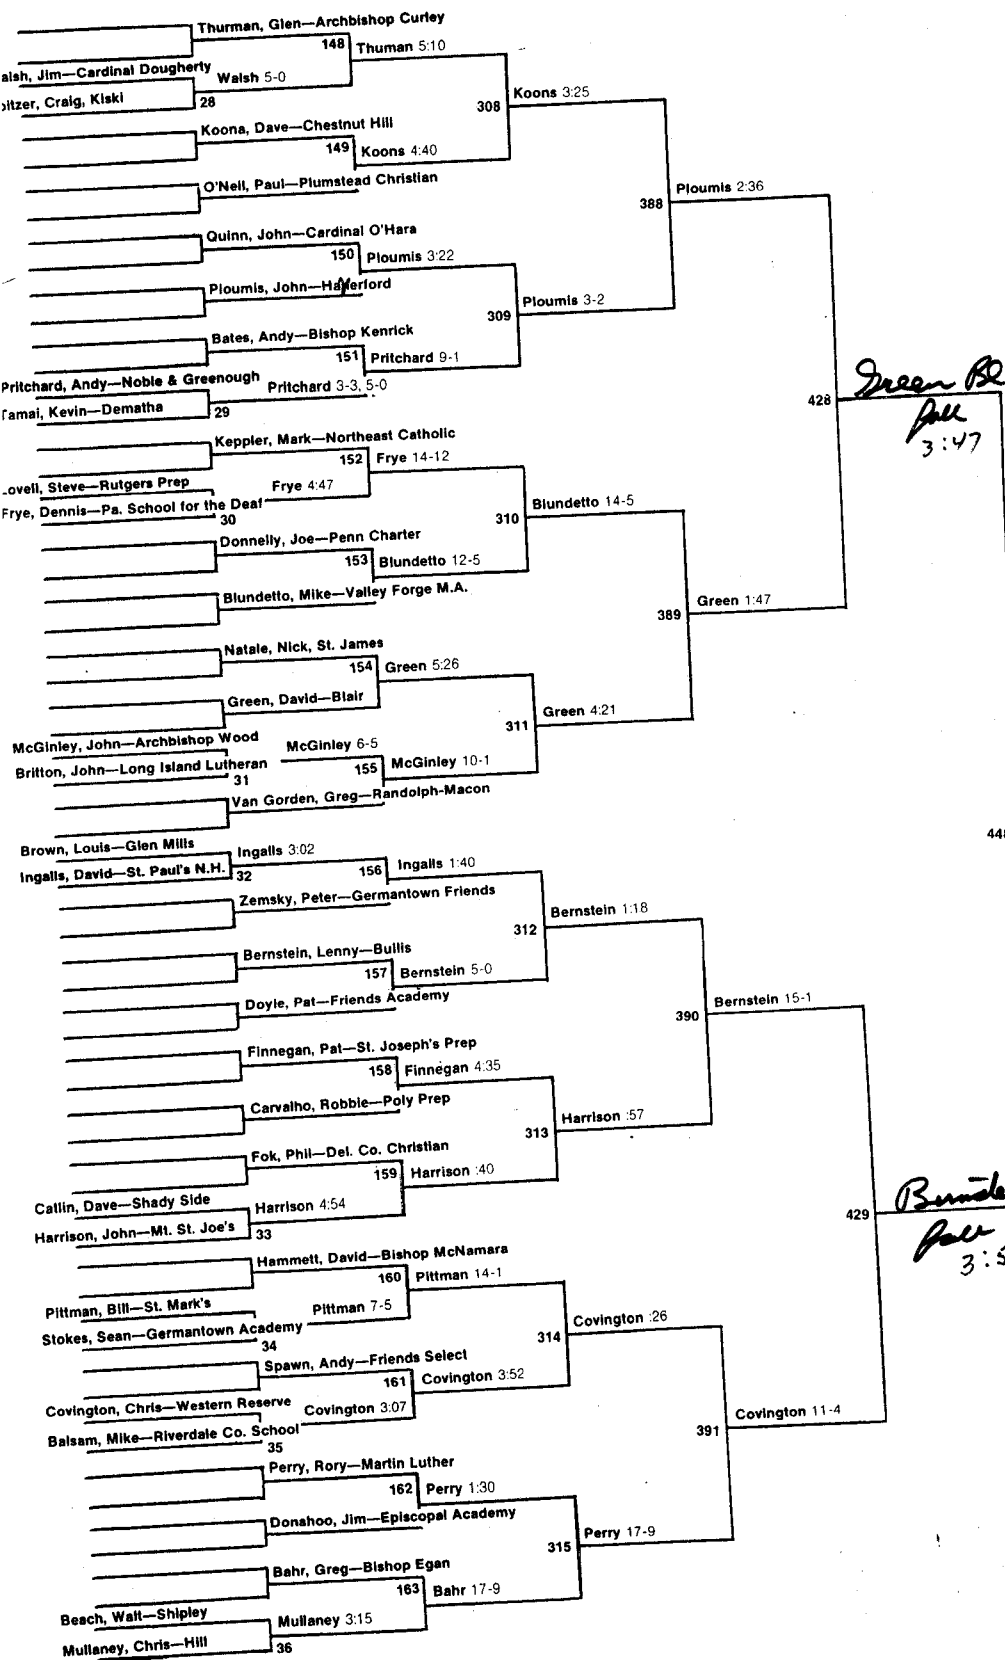 Thurman, Glen—Archbishop Curley
148
Thuman 5:10
alsh, Jim—Cardinal Dougherty
Walsh 5-0
itzer, Craig, Kiski
28
308
Koons 3:25
Koona, Dave—Chestnut Hill
149
Koons 4:40
O'Neil, Paul—Plumstead Christian
388
Ploumis 2:36
Quinn, John—Cardinal O'Hara
150
Ploumis 3:22
Ploumis, John—Haverford
309
Ploumis 3-2
Bates, Andy—Bishop Kenrick
151
Pritchard 9-1
Pritchard, Andy—Noble & Greenough
Pritchard 3-3, 5-0
Tamai, Kevin—Dematha
29
428
Green Bl
fall
3:47
Keppler, Mark—Northeast Catholic
152
Frye 14-12
Lovell, Steve—Rutgers Prep
Frye 4:47
Frye, Dennis—Pa. School for the Deaf
30
310
Blundetto 14-5
Donnelly, Joe—Penn Charter
153
Blundetto 12-5
Blundetto, Mike—Valley Forge M.A.
389
Green 1:47
Natale, Nick, St. James
154
Green 5:26
Green, David—Blair
311
Green 4:21
McGinley, John—Archbishop Wood
McGinley 6-5
Britton, John—Long Island Lutheran
31
155
McGinley 10-1
Van Gorden, Greg—Randolph-Macon
448
Brown, Louis—Glen Mills
Ingalls 3:02
Ingalls, David—St. Paul's N.H.
32
156
Ingalls 1:40
Zemsky, Peter—Germantown Friends
312
Bernstein 1:18
Bernstein, Lenny—Bullis
157
Bernstein 5-0
Doyle, Pat—Friends Academy
390
Bernstein 15-1
Finnegan, Pat—St. Joseph's Prep
158
Finnegan 4:35
Carvalho, Robbie—Poly Prep
313
Harrison :57
Fok, Phil—Del. Co. Christian
159
Harrison :40
Catlin, Dave—Shady Side
Harrison 4:54
Harrison, John—Mt. St. Joe's
33
429
Bernste
fall
3:5
Hammett, David—Bishop McNamara
160
Pittman 14-1
Pittman, Bill—St. Mark's
Pittman 7-5
Stokes, Sean—Germantown Academy
34
314
Covington :26
Spawn, Andy—Friends Select
161
Covington 3:52
Covington, Chris—Western Reserve
Covington 3:07
Balsam, Mike—Riverdale Co. School
35
391
Covington 11-4
Perry, Rory—Martin Luther
162
Perry 1:30
Donahoo, Jim—Episcopal Academy
315
Perry 17-9
Bahr, Greg—Bishop Egan
163
Bahr 17-9
Beach, Walt—Shipley
Mullaney 3:15
Mullaney, Chris—Hill
36